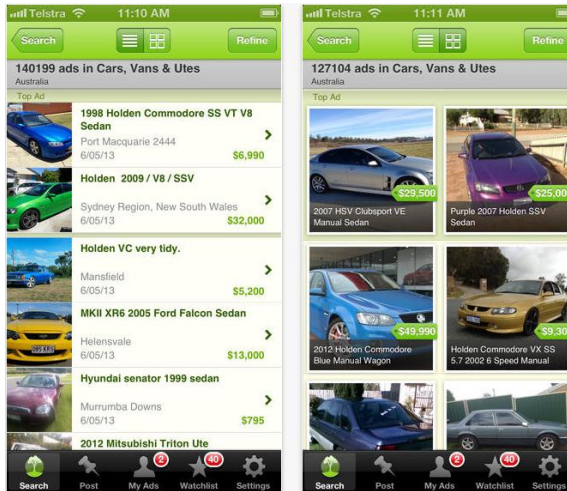 Telstra 11:10 AM
Search Refine
140199 ads in Cars, Vans & Utes
Australia
Top Ad
1998 Holden Commodore SS VT V8
Sedan
Port Macquarie 2444
6/05/13 $6,990
Holden 2009 / V8 / SSV
Sydney Region, New South Wales
6/05/13 $32,000
Holden VC very tidy.
Mansfield
6/05/13 $5,200
MKII XR6 2005 Ford Falcon Sedan
Helensvale
6/05/13 $13,000
Hyundai senator 1999 sedan
Murrumba Downs
6/05/13 $795
2012 Mitsubishi Triton Ute
2 40
Search Post My Ads Watchlist Settings
Telstra 11:11 AM
Search Refine
127104 ads in Cars, Vans & Utes
Australia
Top Ad
$29,500 $25,00
2007 HSV Clubsport VE
Manual Sedan
Purple 2007 Holden SSV
Sedan
$49,990 $9,30
2012 Holden Commodore
Blue Manual Wagon
Holden Commodore VX SS
5.7 2002 6 Speed Manual
2 40
Search Post My Ads Watchlist Settings